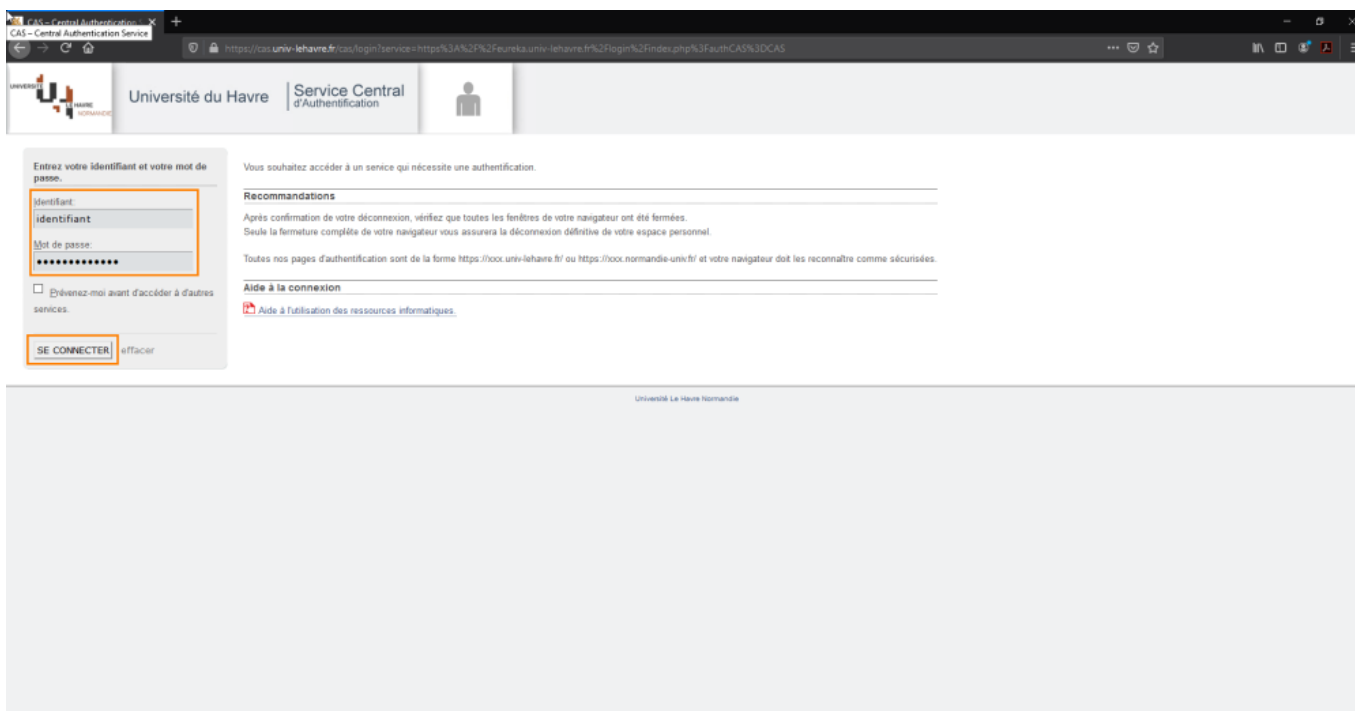 CAS – Central Authentication
CAS – Central Authentication Service
https://cas.univ-lehavre.fr/cas/login?service=https%3A%2F%2Feureka.univ-lehavre.fr%2Flogin%2Findex.php%3FauthCAS%3DCAS
UNIVERSITÉ
LE HAVRE
NORMANDIE
Université du Havre
Service Central
d'Authentification
Entrez votre identifiant et votre mot de
passe.
Identifiant:
identifiant
Mot de passe:
•••••••••••••
Prévenez-moi avant d'accéder à d'autres
services.
SE CONNECTER effacer
Vous souhaitez accéder à un service qui nécessite une authentification.
Recommandations
Après confirmation de votre déconnexion, vérifiez que toutes les fenêtres de votre navigateur ont été fermées.
Seule la fermeture complète de votre navigateur vous assurera la déconnexion définitive de votre espace personnel.
Toutes nos pages d'authentification sont de la forme https://xxx.univ-lehavre.fr/ ou https://xxx.normandie-univ.fr/ et votre navigateur doit les reconnaître comme sécurisées.
Aide à la connexion
Aide à l'utilisation des ressources informatiques.
Université Le Havre Normandie